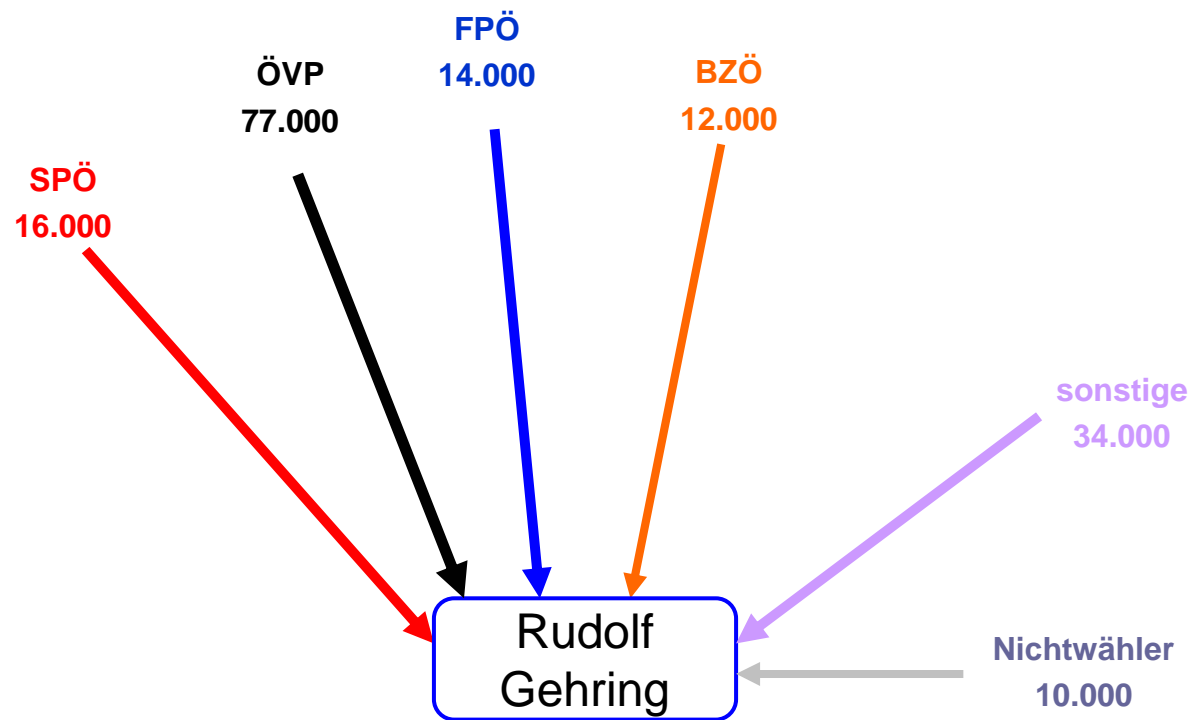 FPÖ
14.000
ÖVP
77.000
BZÖ
12.000
SPÖ
16.000
sonstige
34.000
Rudolf
Gehring
Nichtwähler
10.000